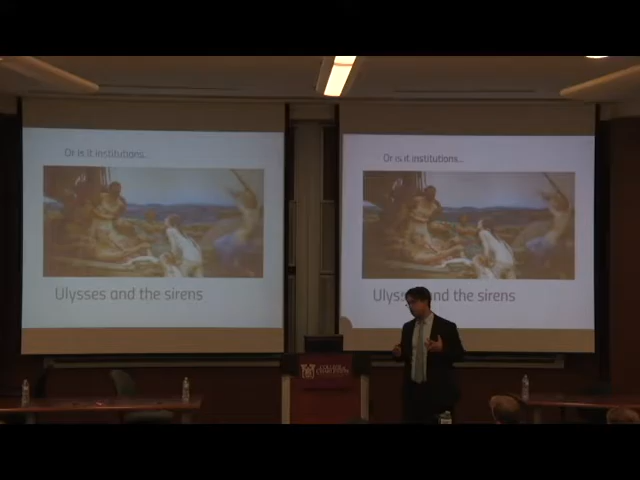 Or is it institutions...
Ulysses and the sirens
Or is it institutions...
Ulysses and the sirens